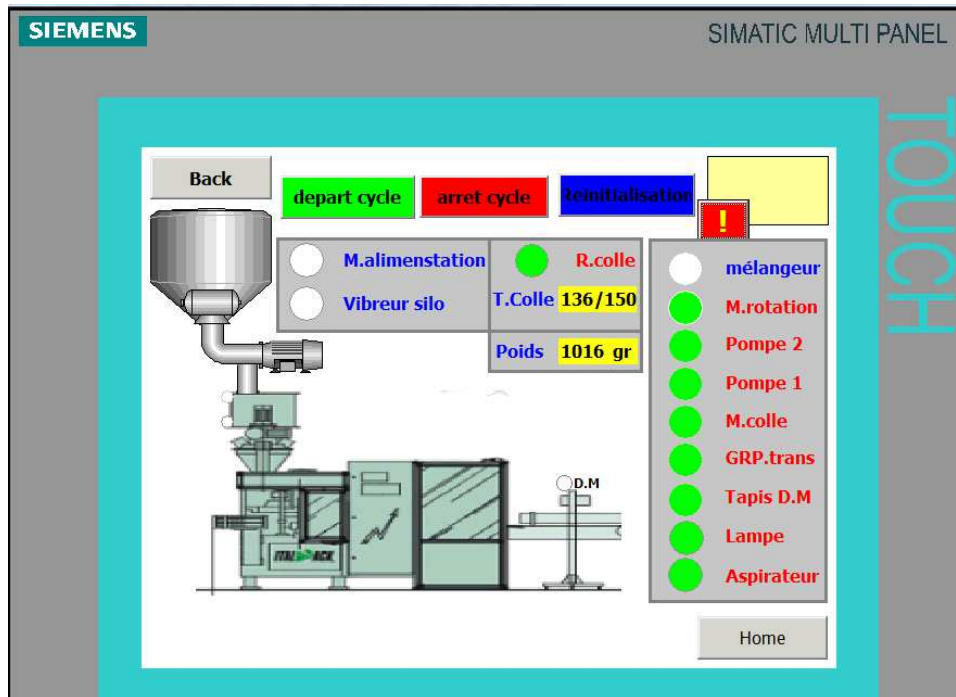 SIEMENS
SIMATIC MULTI PANEL
TOUCH
Back
depart cycle
arret cycle
Reinitialisation
!
M.alimenstation
R.colle
Vibreur silo
T.Colle 136/150
Poids 1016 gr
mélangeur
M.rotation
Pompe 2
Pompe 1
M.colle
GRP.trans
Tapis D.M
Lampe
Aspirateur
D.M
Home